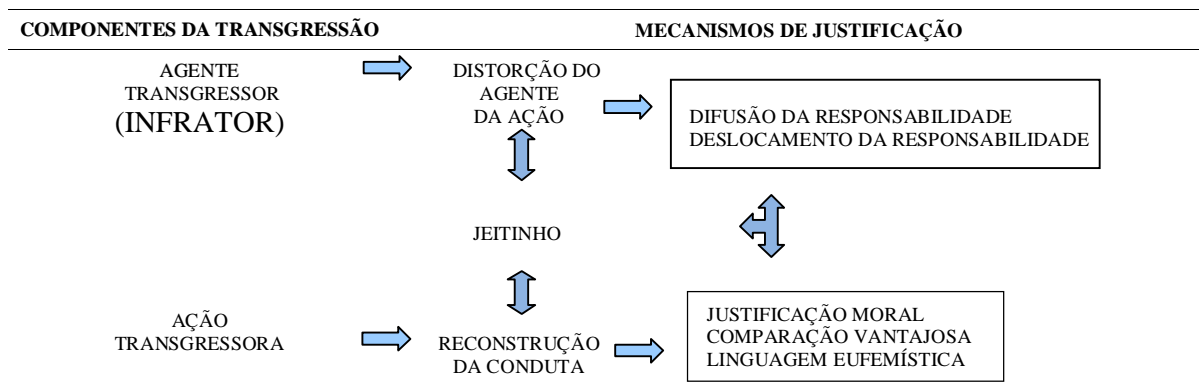 COMPONENTES DA TRANSGRESSÃO
MECANISMOS DE JUSTIFICAÇÃO
AGENTE
TRANSGRESSOR
(INFRATOR)
DISTORÇÃO DO
AGENTE
DA AÇÃO
DIFUSÃO DA RESPONSABILIDADE
DESLOCAMENTO DA RESPONSABILIDADE
JEITINHO
AÇÃO
TRANSGRESSORA
RECONSTRUÇÃO
DA CONDUTA
JUSTIFICAÇÃO MORAL
COMPARAÇÃO VANTAJOSA
LINGUAGEM EUFEMÍSTICA